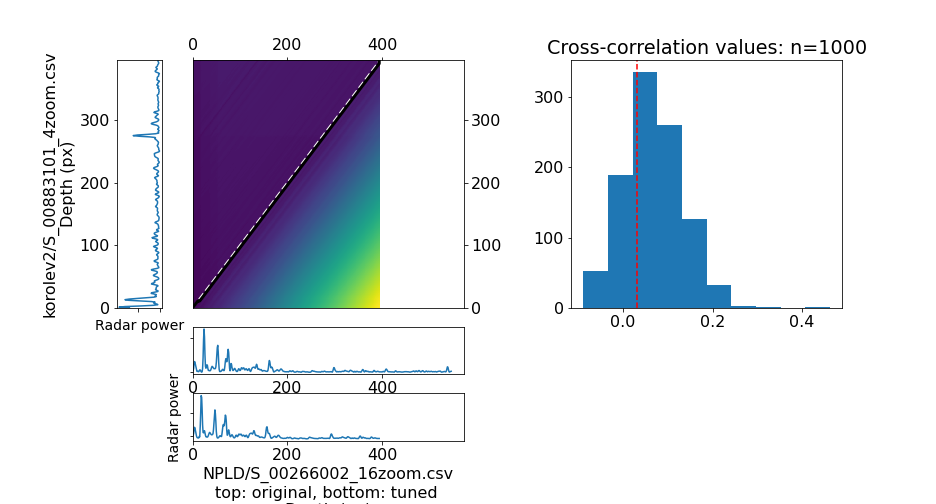 Cross-correlation values: n=1000
0 200 400
korolev2/S_00883101_4zoom.csv
Depth (px)
300
200
100
0
300
200
100
0
300
200
100
0
0.0 0.2 0.4
Radar power
0 200 400
Radar power
0 200 400
NPLD/S_00266002_16zoom.csv
top: original, bottom: tuned